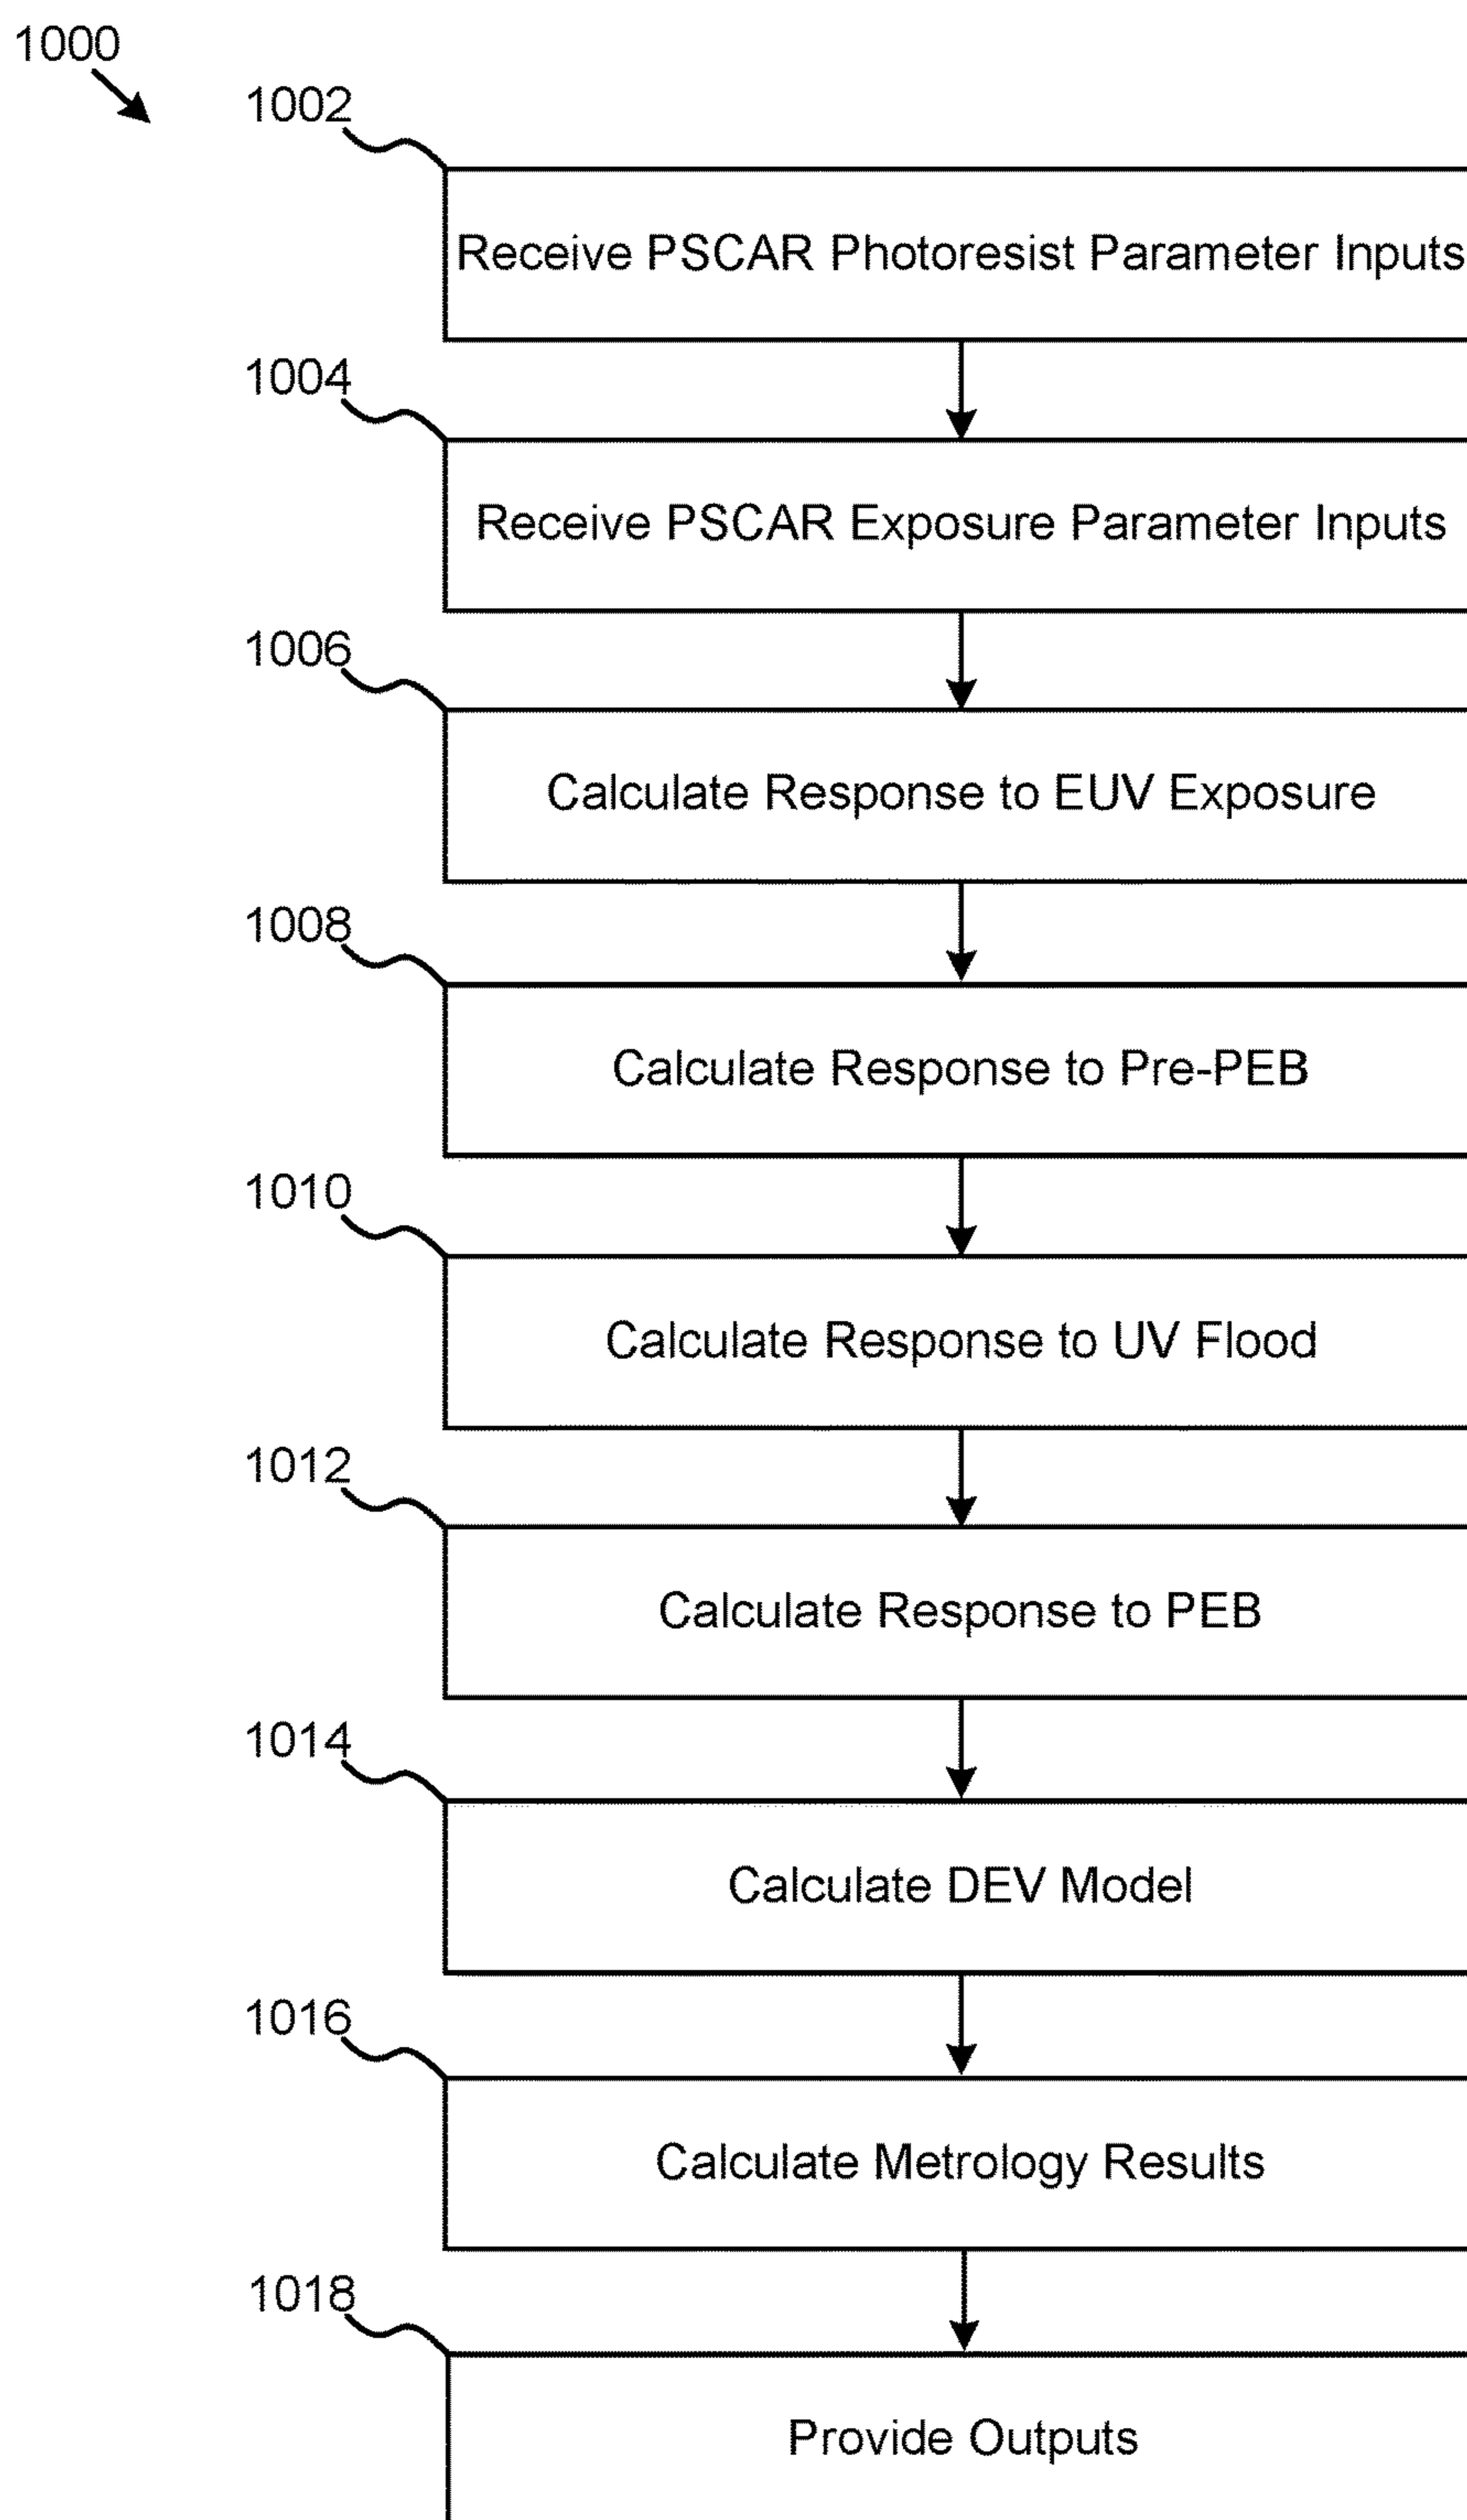 1000
1002
Receive PSCAR Photoresist Parameter Inputs
1004
Receive PSCAR Exposure Parameter Inputs
1006
Calculate Response to EUV Exposure
1008
Calculate Response to Pre-PEB
1010
Calculate Response to UV Flood
1012
Calculate Response to PEB
1014
Calculate DEV Model
1016
Calculate Metrology Results
1018
Provide Outputs